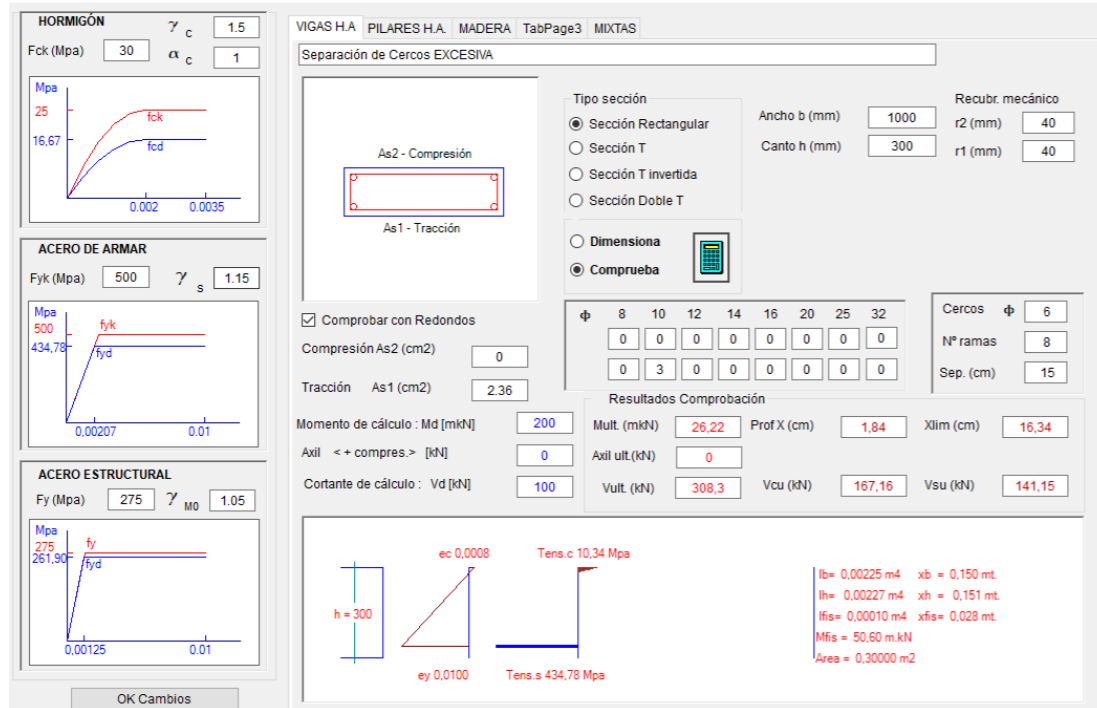 HORMIGÓN
γ c 1.5
Fck (Mpa) 30 α c 1
Mpa
25
fck
16,67
fcd
0.002 0.0035
ACERO DE ARMAR
Fyk (Mpa) 500 γ s 1.15
Mpa
500
fyk
434,78
fyd
0,00207 0.01
ACERO ESTRUCTURAL
Fy (Mpa) 275 γ M0 1.05
Mpa
275
fy
261,90
fyd
0,00125 0.01
OK Cambios
VIGAS H.A PILARES H.A. MADERA TabPage3 MIXTAS
Separación de Cercos EXCESIVA
As2 - Compresión
As1 - Tracción
Tipo sección
Sección Rectangular
Sección T
Sección T invertida
Sección Doble T
Ancho b (mm) 1000
Canto h (mm) 300
Recubr. mecánico
r2 (mm) 40
r1 (mm) 40
Dimensiona
Comprueba
Comprobar con Redondos
Compresión As2 (cm2) 0
Tracción As1 (cm2) 2.36
ф 8 10 12 14 16 20 25 32
0 0 0 0 0 0 0 0
0 3 0 0 0 0 0 0
Cercos ф 6
Nº ramas 8
Sep. (cm) 15
Momento de cálculo : Md [mkN] 200
Axil < + compres.> [kN] 0
Cortante de cálculo : Vd [kN] 100
Resultados Comprobación
Mult. (mkN) 26,22 Prof X (cm) 1,84 Xlim (cm) 16,34
Axil ult.(kN) 0
Vult. (kN) 308,3 Vcu (kN) 167,16 Vsu (kN) 141,15
h = 300
ec 0,0008
Tens.c 10,34 Mpa
ey 0,0100
Tens.s 434,78 Mpa
Ib= 0,00225 m4 xb = 0,150 mt.
Ih= 0,00227 m4 xh = 0,151 mt.
Ifis= 0,00010 m4 xfis= 0,028 mt.
Mfis = 50,60 m.kN
Area = 0,30000 m2